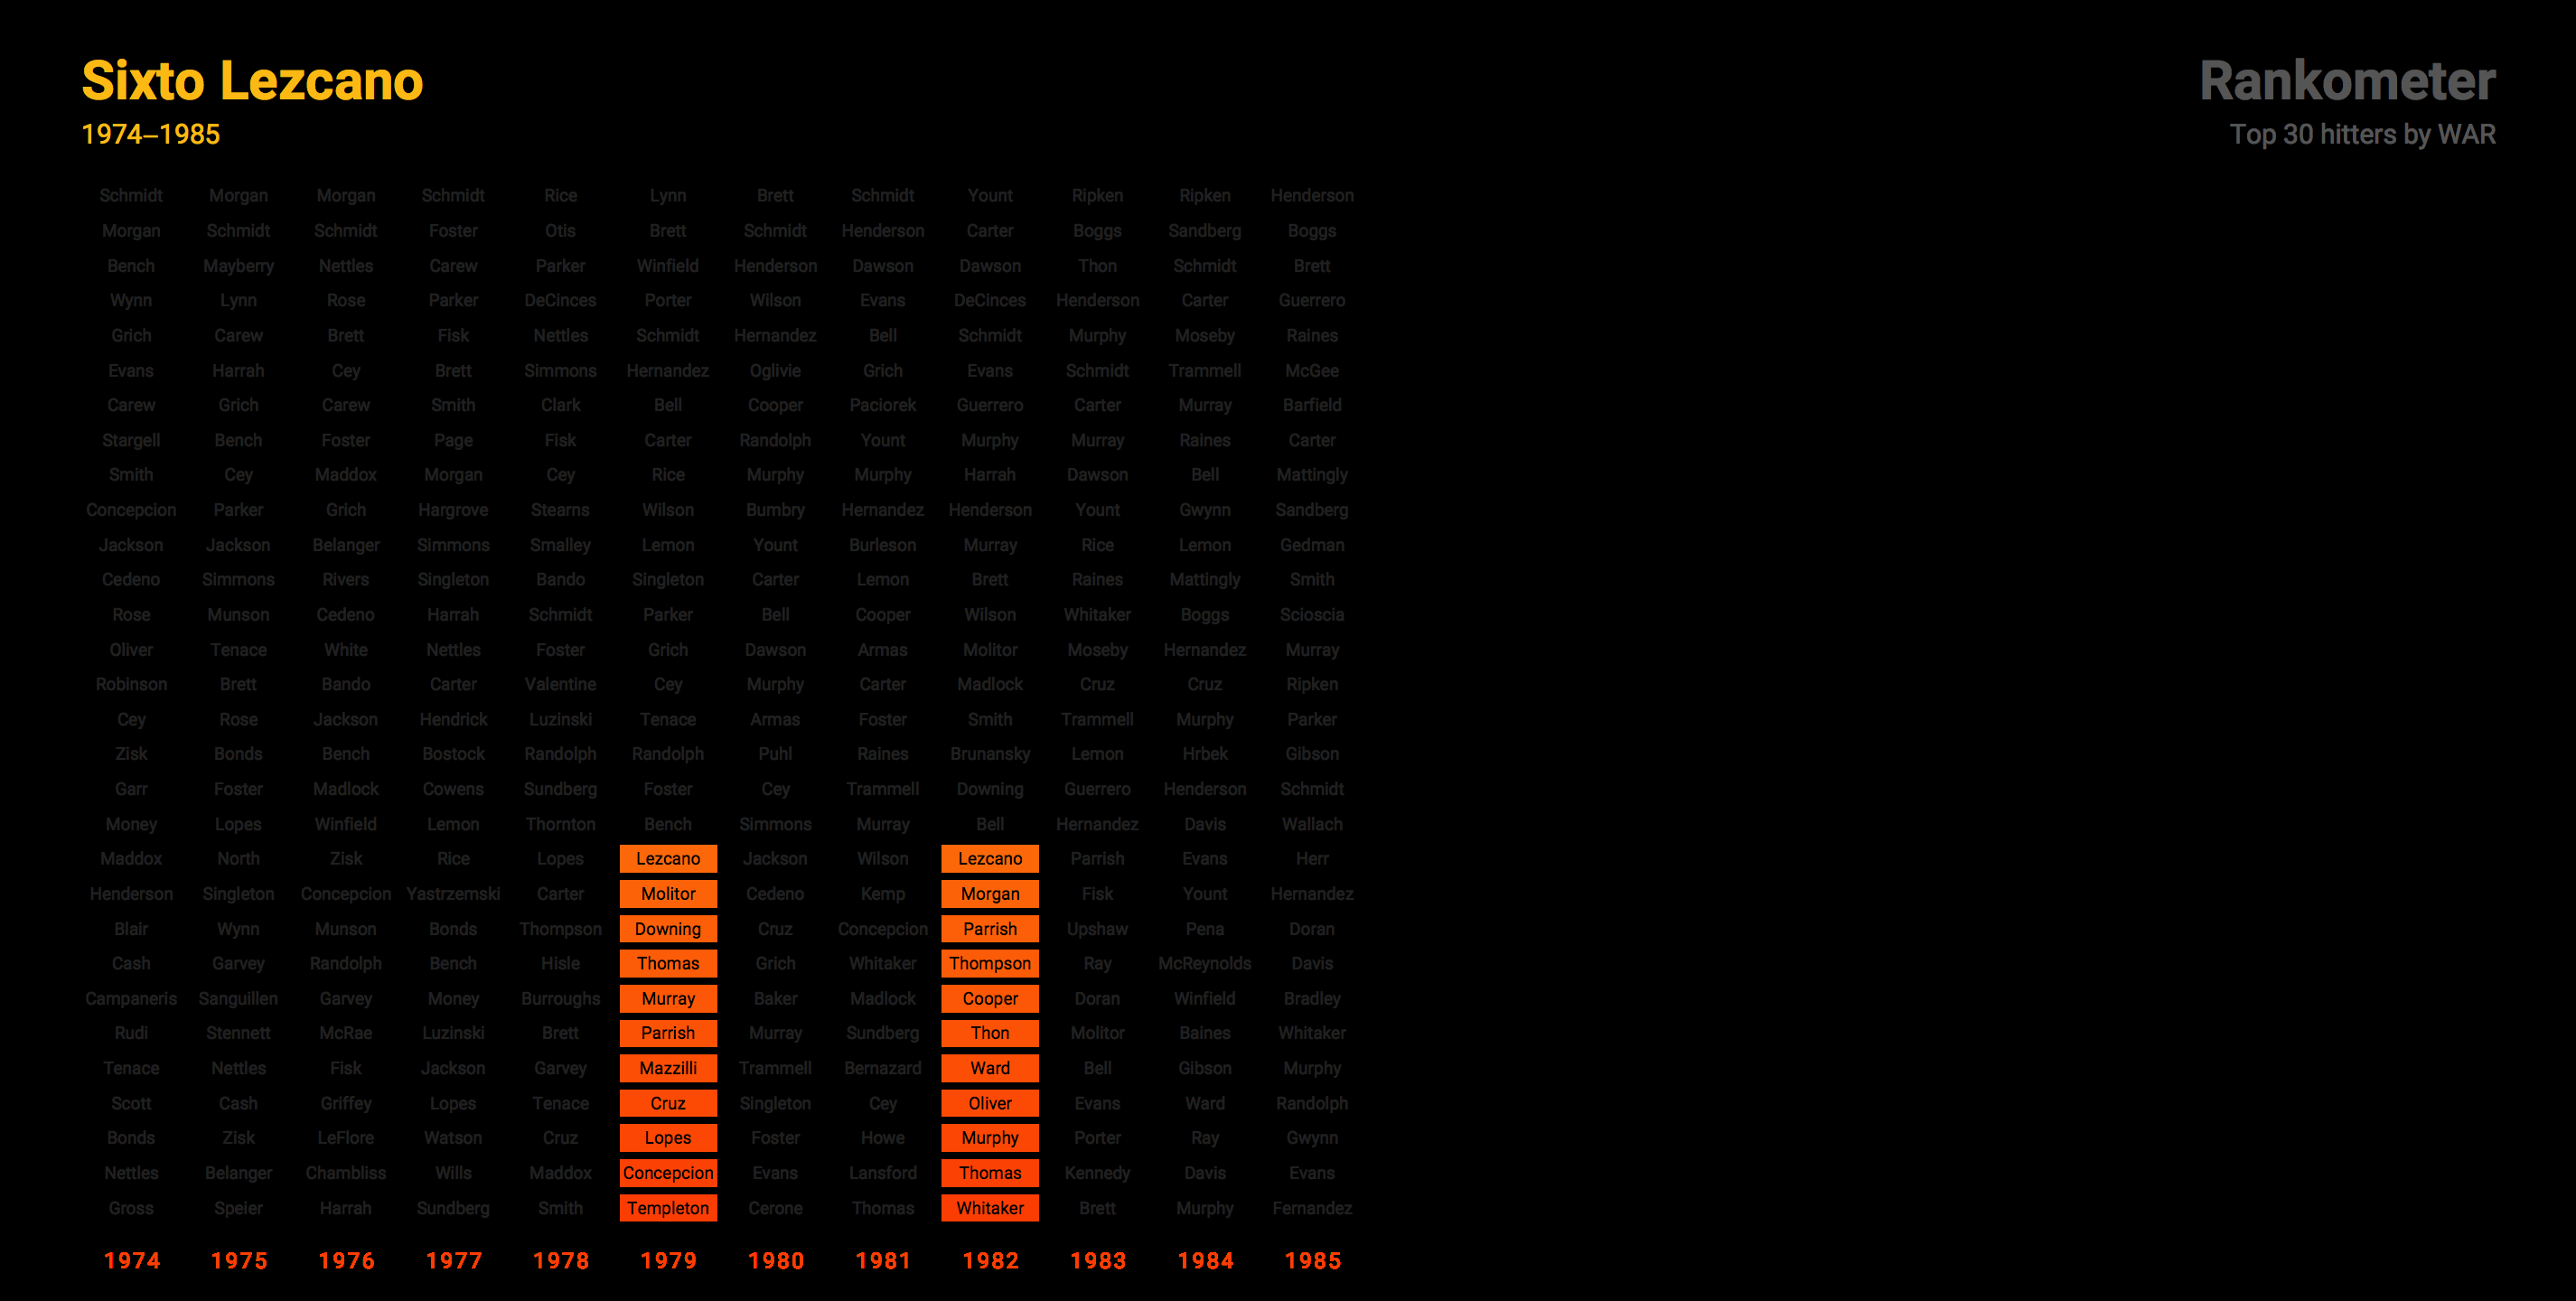 Sixto Lezcano
1974–1985
Rankometer
Top 30 hitters by WAR
Schmidt Morgan Morgan Schmidt Rice Lynn Brett Schmidt Yount Ripken Ripken Henderson
Morgan Schmidt Schmidt Foster Otis Brett Schmidt Henderson Carter Boggs Sandberg Boggs
Bench Mayberry Nettles Carew Parker Winfield Henderson Dawson Dawson Thon Schmidt Brett
Wynn Lynn Rose Parker DeCinces Porter Wilson Evans DeCinces Henderson Carter Guerrero
Grich Carew Brett Fisk Nettles Schmidt Hernandez Bell Schmidt Murphy Moseby Raines
Evans Harrah Cey Brett Simmons Hernandez Oglivie Grich Evans Schmidt Trammell McGee
Carew Grich Carew Smith Clark Bell Cooper Paciorek Guerrero Carter Murray Barfield
Stargell Bench Foster Page Fisk Carter Randolph Yount Murphy Murray Raines Carter
Smith Cey Maddox Morgan Cey Rice Murphy Murphy Harrah Dawson Bell Mattingly
Concepcion Parker Grich Hargrove Stearns Wilson Bumbry Hernandez Henderson Yount Gwynn Sandberg
Jackson Jackson Belanger Simmons Smalley Lemon Yount Burleson Murray Rice Lemon Gedman
Cedeno Simmons Rivers Singleton Bando Singleton Carter Lemon Brett Raines Mattingly Smith
Rose Munson Cedeno Harrah Schmidt Parker Bell Cooper Wilson Whitaker Boggs Scioscia
Oliver Tenace White Nettles Foster Grich Dawson Armas Molitor Moseby Hernandez Murray
Robinson Brett Bando Carter Valentine Cey Murphy Carter Madlock Cruz Cruz Ripken
Cey Rose Jackson Hendrick Luzinski Tenace Armas Foster Smith Trammell Murphy Parker
Zisk Bonds Bench Bostock Randolph Randolph Puhl Raines Brunansky Lemon Hrbek Gibson
Garr Foster Madlock Cowens Sundberg Foster Cey Trammell Downing Guerrero Henderson Schmidt
Money Lopes Winfield Lemon Thornton Bench Simmons Murray Bell Hernandez Davis Wallach
Maddox North Zisk Rice Lopes Lezcano Jackson Wilson Lezcano Parrish Evans Herr
Henderson Singleton Concepcion Yastrzemski Carter Molitor Cedeno Kemp Morgan Fisk Yount Hernandez
Blair Wynn Munson Bonds Thompson Downing Cruz Concepcion Parrish Upshaw Pena Doran
Cash Garvey Randolph Bench Hisle Thomas Grich Whitaker Thompson Ray McReynolds Davis
Campaneris Sanguillen Garvey Money Burroughs Murray Baker Madlock Cooper Doran Winfield Bradley
Rudi Stennett McRae Luzinski Brett Parrish Murray Sundberg Thon Molitor Baines Whitaker
Tenace Nettles Fisk Jackson Garvey Mazzilli Trammell Bernazard Ward Bell Gibson Murphy
Scott Cash Griffey Lopes Tenace Cruz Singleton Cey Oliver Evans Ward Randolph
Bonds Zisk LeFlore Watson Cruz Lopes Foster Howe Murphy Porter Ray Gwynn
Nettles Belanger Chambliss Wills Maddox Concepcion Evans Lansford Thomas Kennedy Davis Evans
Gross Speier Harrah Sundberg Smith Templeton Cerone Thomas Whitaker Brett Murphy Fernandez
1974 1975 1976 1977 1978 1979 1980 1981 1982 1983 1984 1985